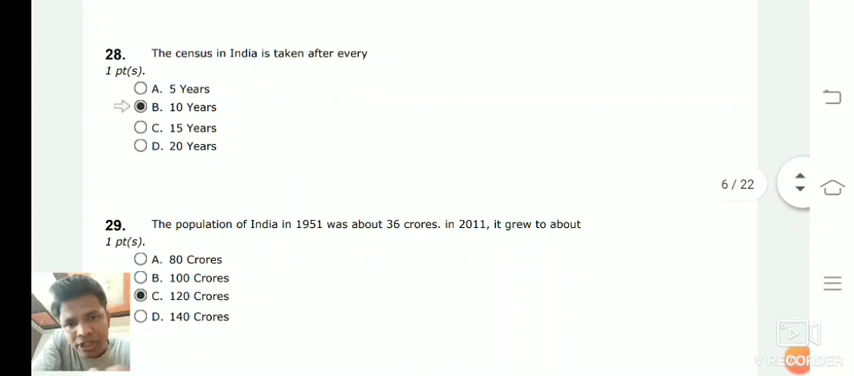 28. The census in India is taken after every
1 pt(s).
A. 5 Years
B. 10 Years
C. 15 Years
D. 20 Years
6 / 22
29. The population of India in 1951 was about 36 crores. in 2011, it grew to about
1 pt(s).
A. 80 Crores
B. 100 Crores
C. 120 Crores
D. 140 Crores
V RECORDER